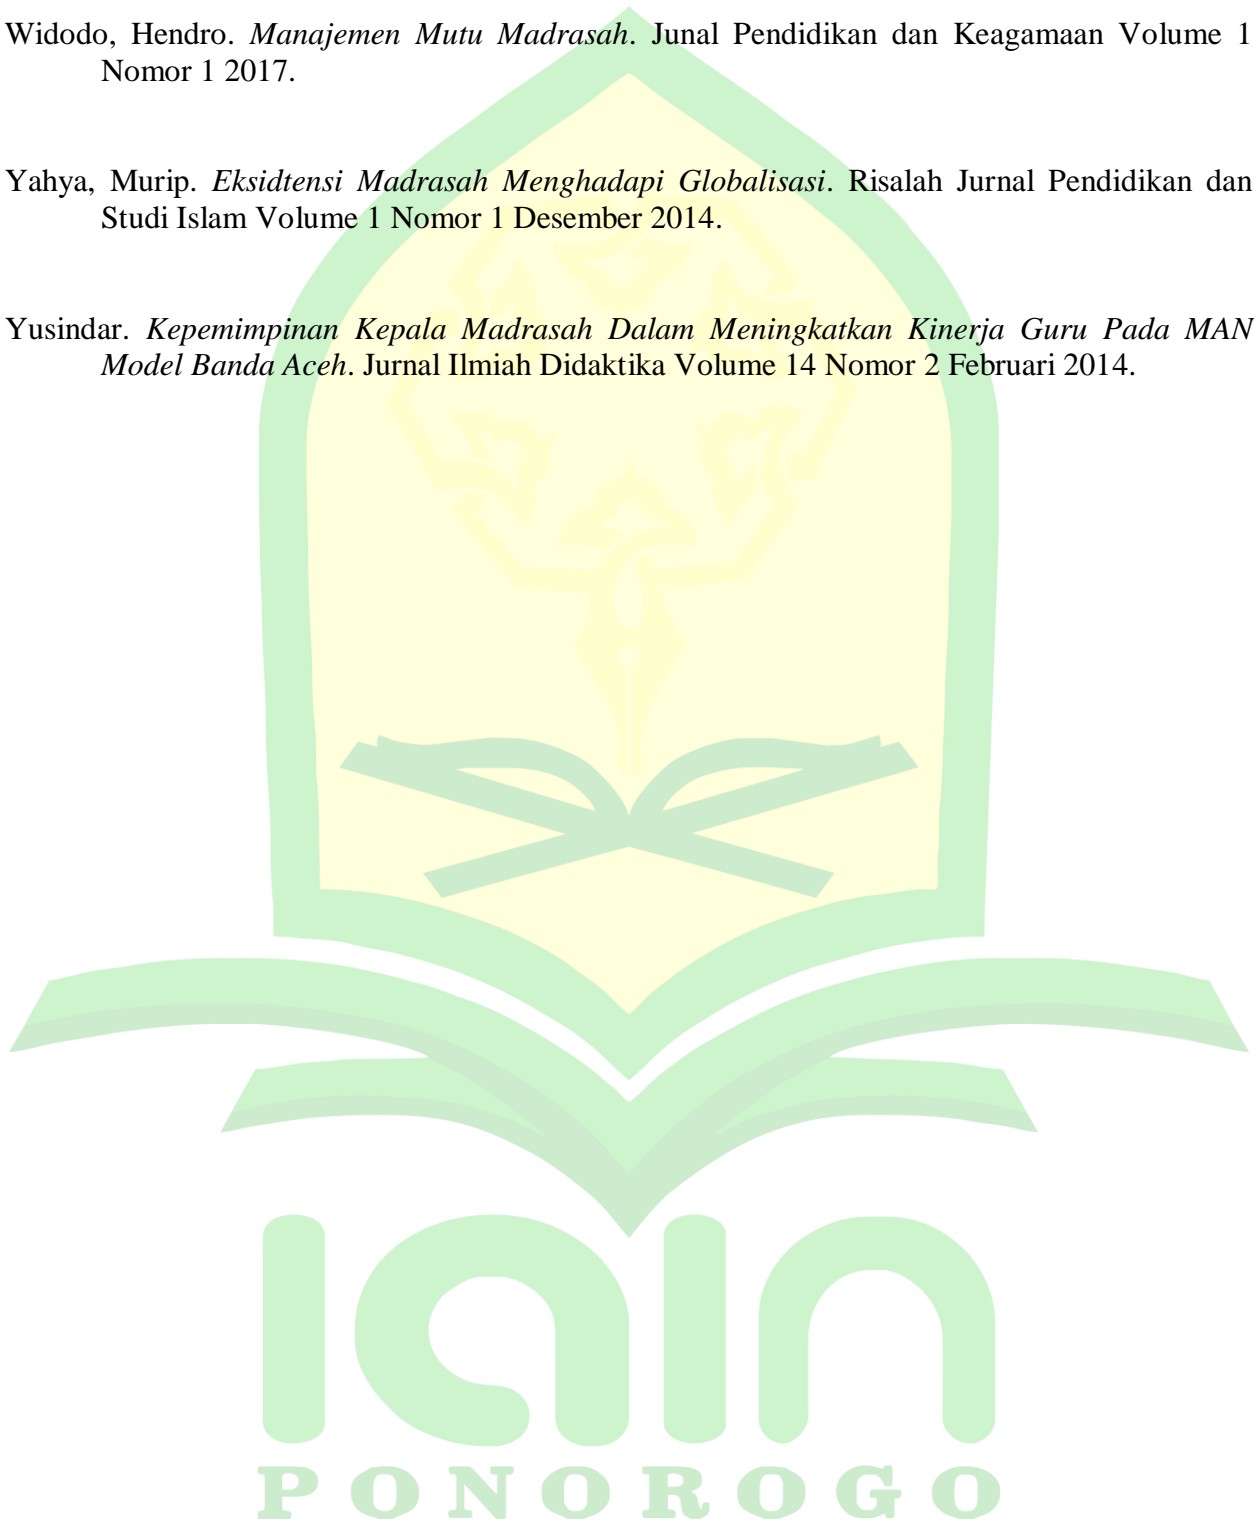 Widodo, Hendro. Manajemen Mutu Madrasah. Junal Pendidikan dan Keagamaan Volume 1
Nomor 1 2017.
Yahya, Murip. Eksidtensi Madrasah Menghadapi Globalisasi. Risalah Jurnal Pendidikan dan
Studi Islam Volume 1 Nomor 1 Desember 2014.
Yusindar. Kepemimpinan Kepala Madrasah Dalam Meningkatkan Kinerja Guru Pada MAN
Model Banda Aceh. Jurnal Ilmiah Didaktika Volume 14 Nomor 2 Februari 2014.
iain
PONOROGO